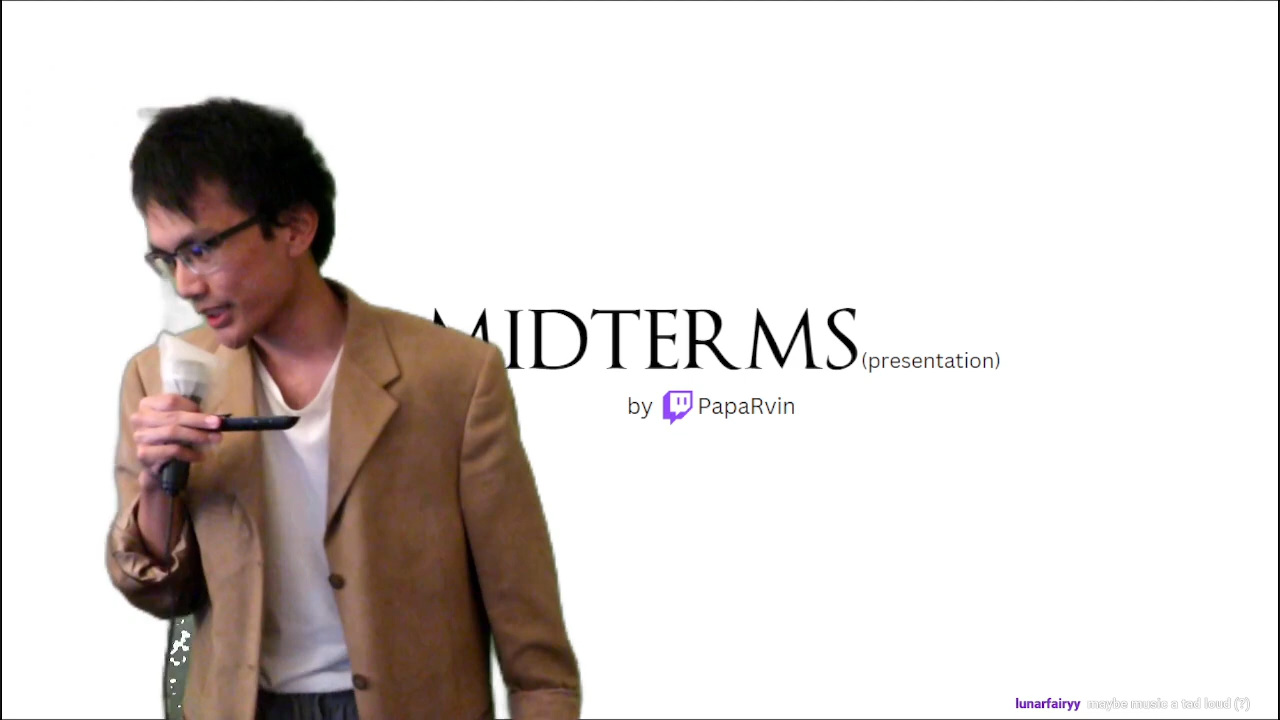 MIDTERMS (presentation)
by PapaRvin
lunarfairyy maybe music a tad loud (?)